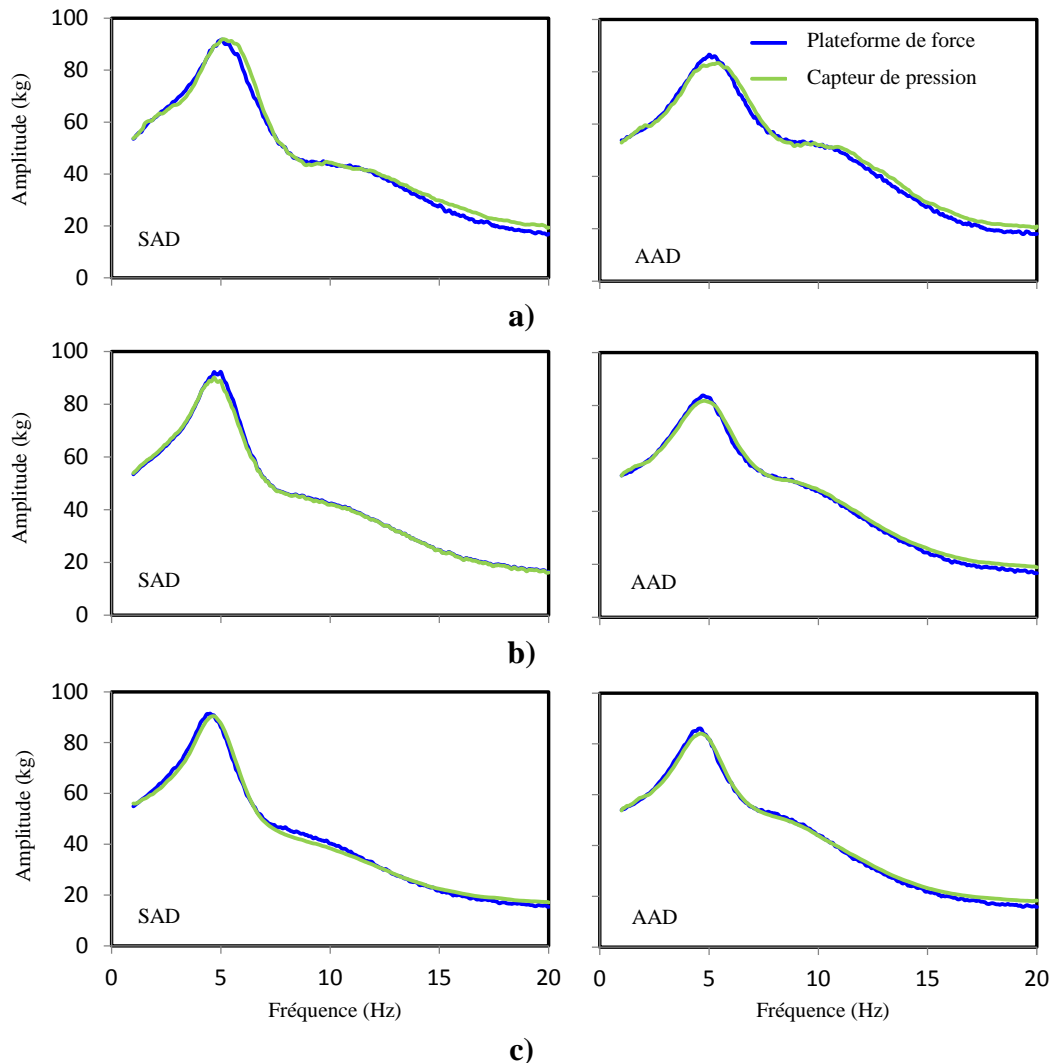 100
80
60
40
20
0
Amplitude (kg)
SAD
Plateforme de force
Capteur de pression
AAD
a)
100
80
60
40
20
0
Amplitude (kg)
SAD
AAD
b)
100
80
60
40
20
0
Amplitude (kg)
SAD
AAD
0 5 10 15 20
0 5 10 15 20
Fréquence (Hz)
Fréquence (Hz)
c)